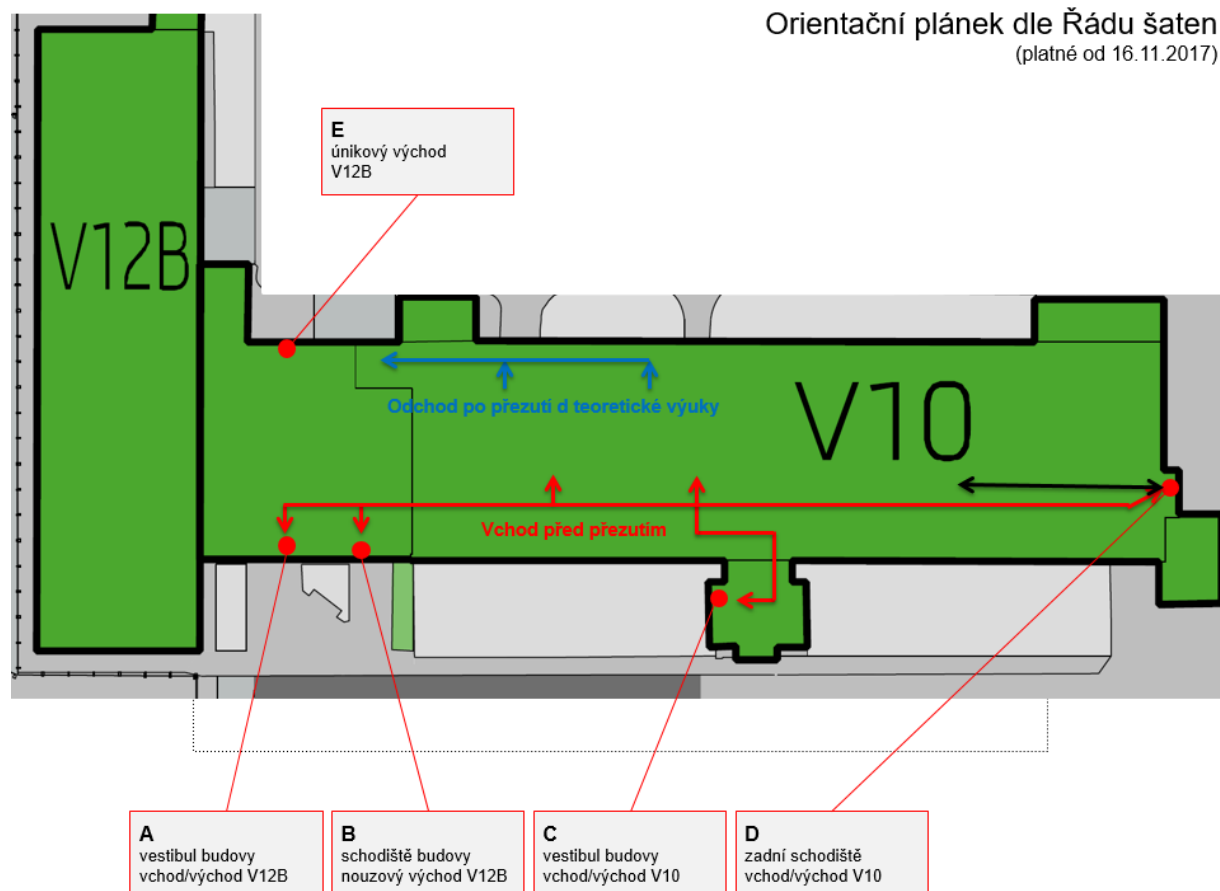 Orientační plánek dle Řádu šaten
(platné od 16.11.2017)
E
únikový východ
V12B
V12B
V10
Odchod po přezutí d teoretické výuky
Vchod před přezutím
A
vestibul budovy
vchod/východ V12B
B
schodiště budovy
nouzový východ V12B
C
vestibul budovy
vchod/východ V10
D
zadní schodiště
vchod/východ V10